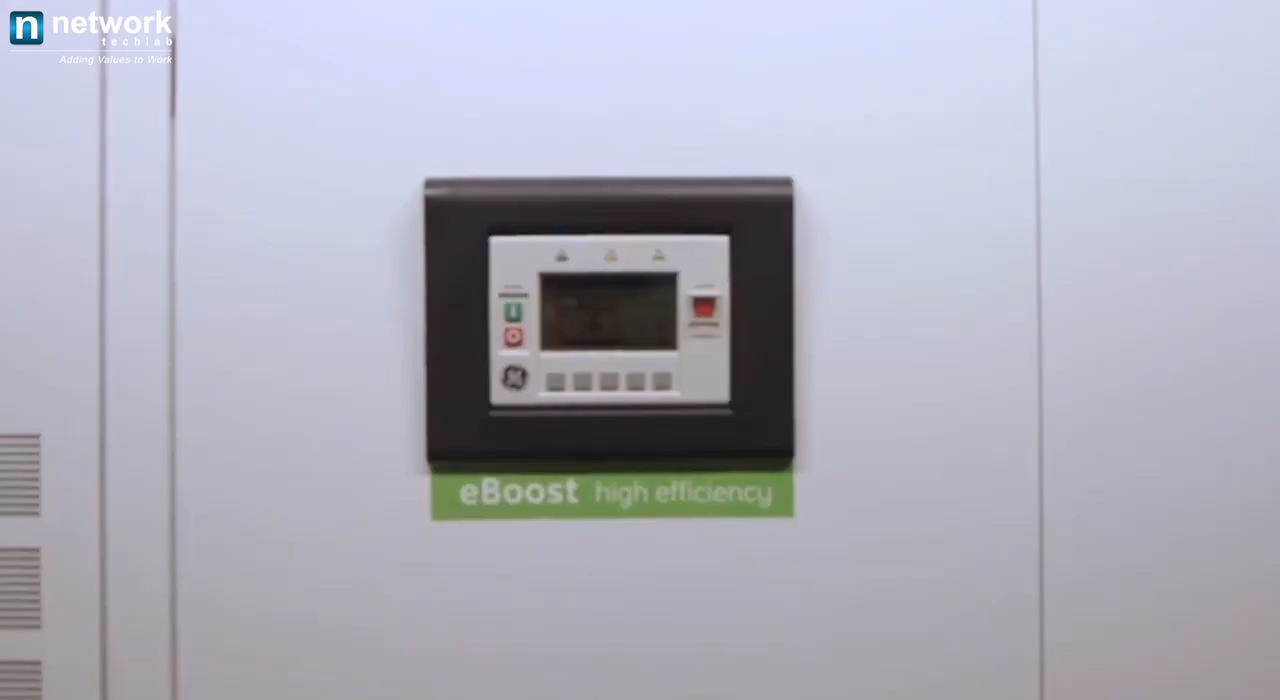 n network
techlab
Adding Values to Work
eBoost high efficiency